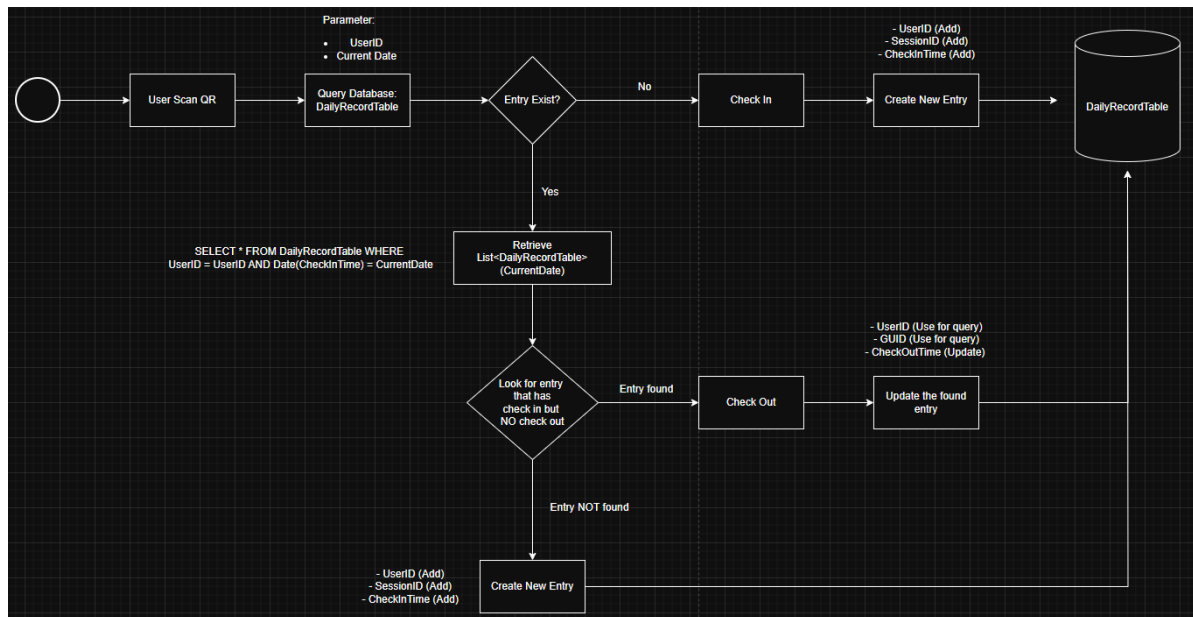 Parameter:
• UserID
• Current Date
User Scan QR
Query Database:
DailyRecordTable
Entry Exist?
No
Check In
- UserID (Add)
- SessionID (Add)
- CheckInTime (Add)
Create New Entry
DailyRecordTable
Yes
SELECT * FROM DailyRecordTable WHERE
UserID = UserID AND Date(CheckInTime) = CurrentDate
Retrieve
List<DailyRecordTable>
(CurrentDate)
Look for entry
that has
check in but
NO check out
Entry found
Check Out
- UserID (Use for query)
- GUID (Use for query)
- CheckOutTime (Update)
Update the found
entry
Entry NOT found
- UserID (Add)
- SessionID (Add)
- CheckInTime (Add)
Create New Entry